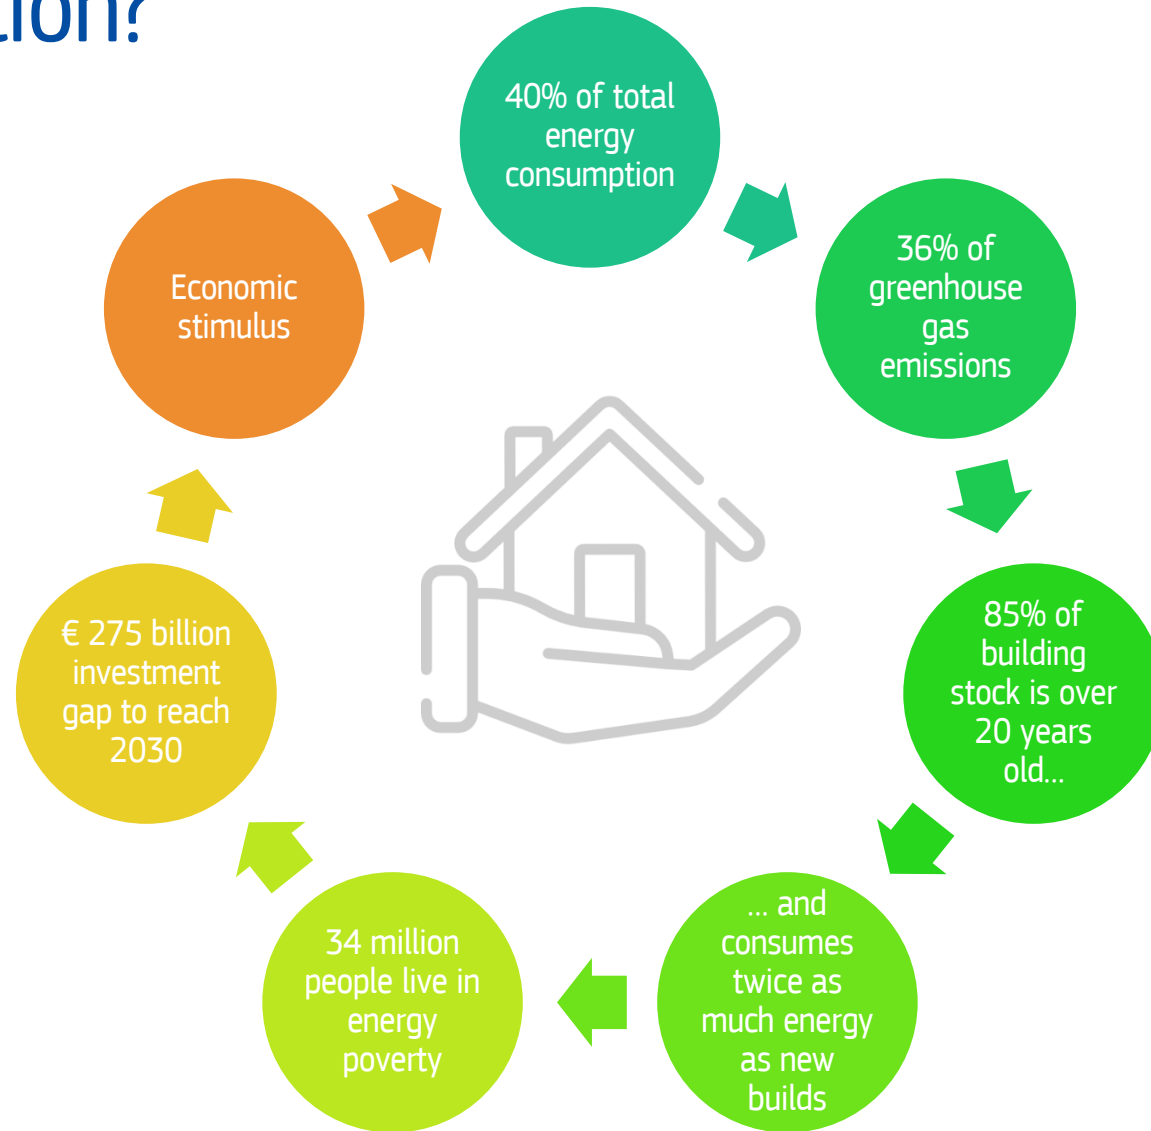 40% of total
energy
consumption
36% of
greenhouse
gas
emissions
85% of
building
stock is over
20 years
old...
... and
consumes
twice as
much energy
as new
builds
34 million
people live in
energy
poverty
€ 275 billion
investment
gap to reach
2030
Economic
stimulus